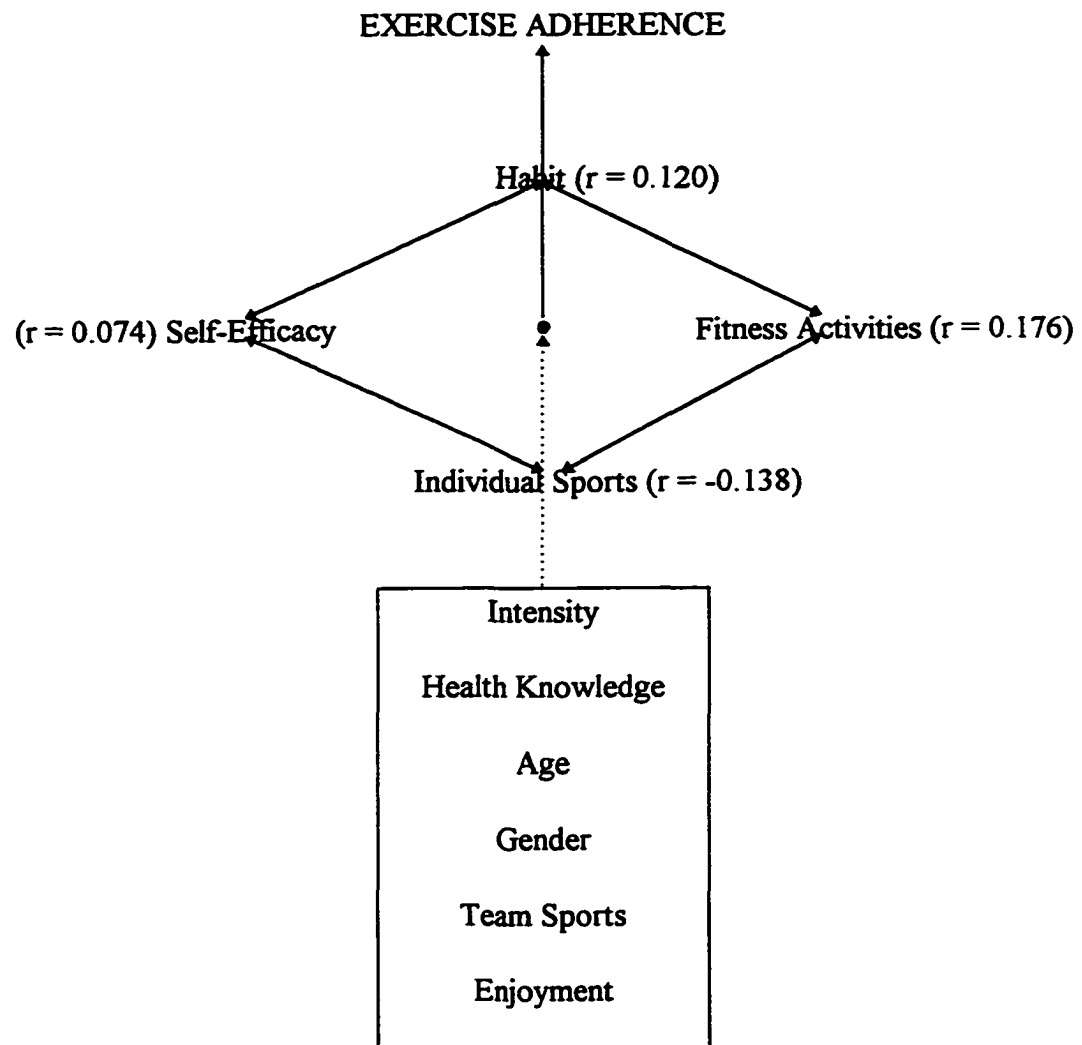 EXERCISE ADHERENCE
Habit (r = 0.120)
(r = 0.074) Self-Efficacy
Fitness Activities (r = 0.176)
Individual Sports (r = -0.138)
Intensity
Health Knowledge
Age
Gender
Team Sports
Enjoyment